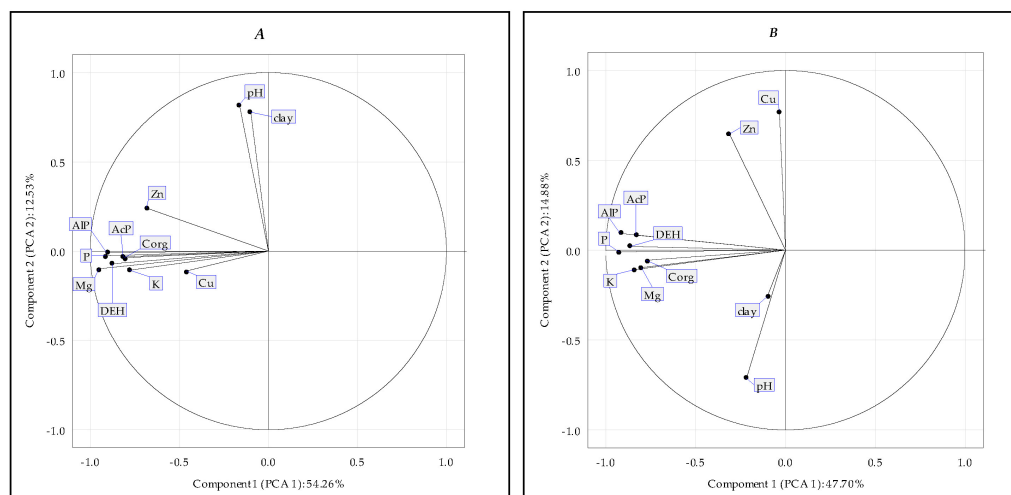 A
1.0
0.5
0.0
-0.5
-1.0
Component 2 (PCA 2): 12.53%
pH
clay
Zn
AlP
AcP
Corg
P
Mg
K
Cu
DEH
-1.0 -0.5 0.0 0.5 1.0
Component1 (PCA 1): 54.26%
B
1.0
0.5
0.0
-0.5
-1.0
Component 2 (PCA 2): 14.88%
Cu
Zn
AcP
AlP
P
DEH
K
Mg
Corg
clay
pH
-1.0 -0.5 0.0 0.5 1.0
Component 1 (PCA 1): 47.70%